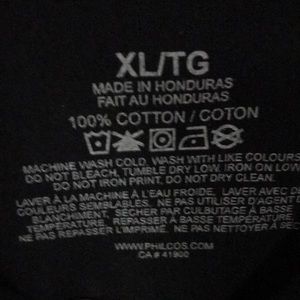 XL/TG
MADE IN HONDURAS
FAIT AU HONDURAS
100% COTTON / COTON
MACHINE WASH COLD, WASH WITH LIKE COLOURS
DO NOT BLEACH, TUMBLE DRY LOW. IRON ON LOW
DO NOT IRON PRINT. DO NOT DRY CLEAN.
LAVER A LA MACHINE À L'EAU FROIDE. LAVER AVEC D
COULEURS SEMBLABLES. NE PAS UTILISER D'AGENT
BLANCHIMENT. SÉCHER PAR CULBUTAGE À BASSE
TEMPÉRATURE. REPASSER A BASSE TEMPÉRATURE.
NE PAS REPASSER L'IMPRIMÉ. NE PAS NETTOYER À SE
WWW.PHILCOS.COM
CA# 41900